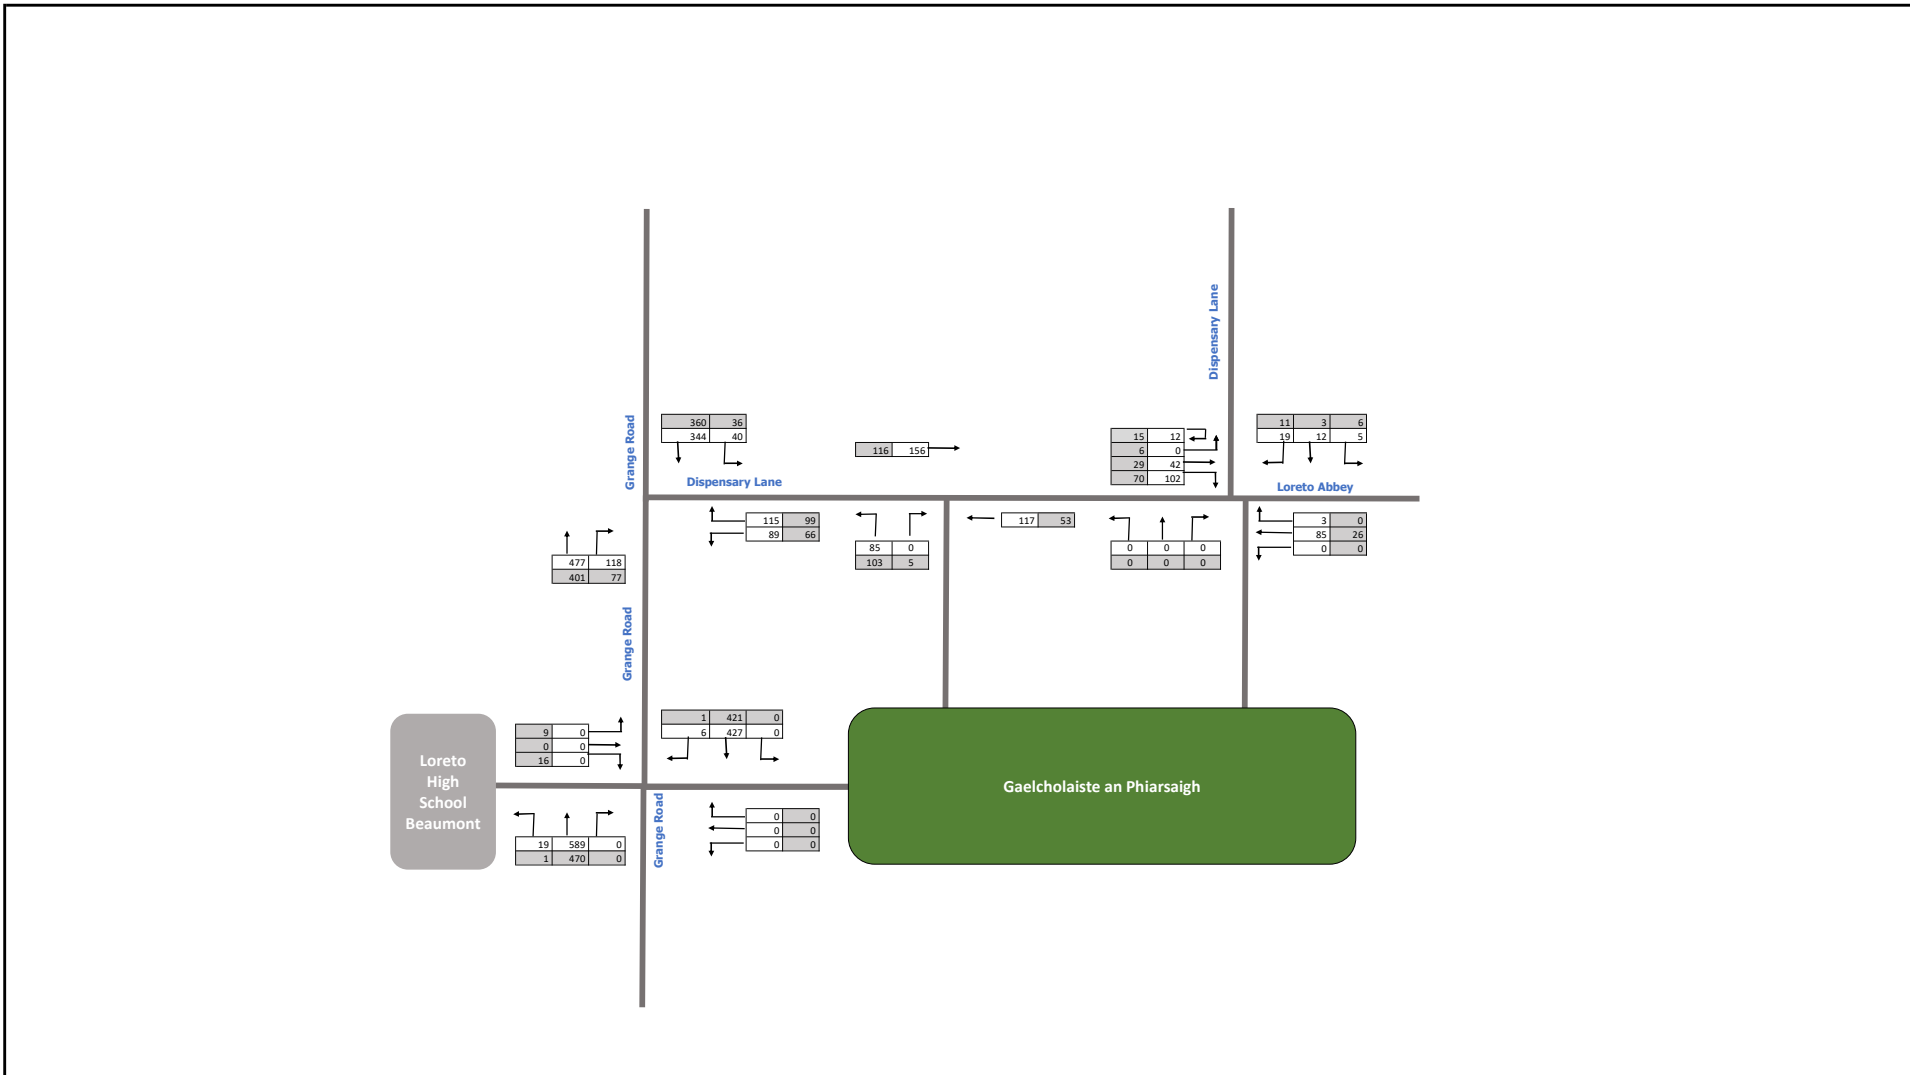 Dispensary Lane
Grange Road
360 36
344 40
116 156
15 12
6 0
29 42
70 102
11 3 6
19 12 5
Dispensary Lane
Loreto Abbey
115 99
89 66
85 0
103 5
117 53
0 0 0
0 0 0
3 0
85 26
0 0
477 118
401 77
Grange Road
9 0
0 0
16 0
1 421 0
6 427 0
Loreto
High
School
Beaumont
Gaelcholaiste an Phiarsaigh
19 589 0
1 470 0
Grange Road
0 0
0 0
0 0